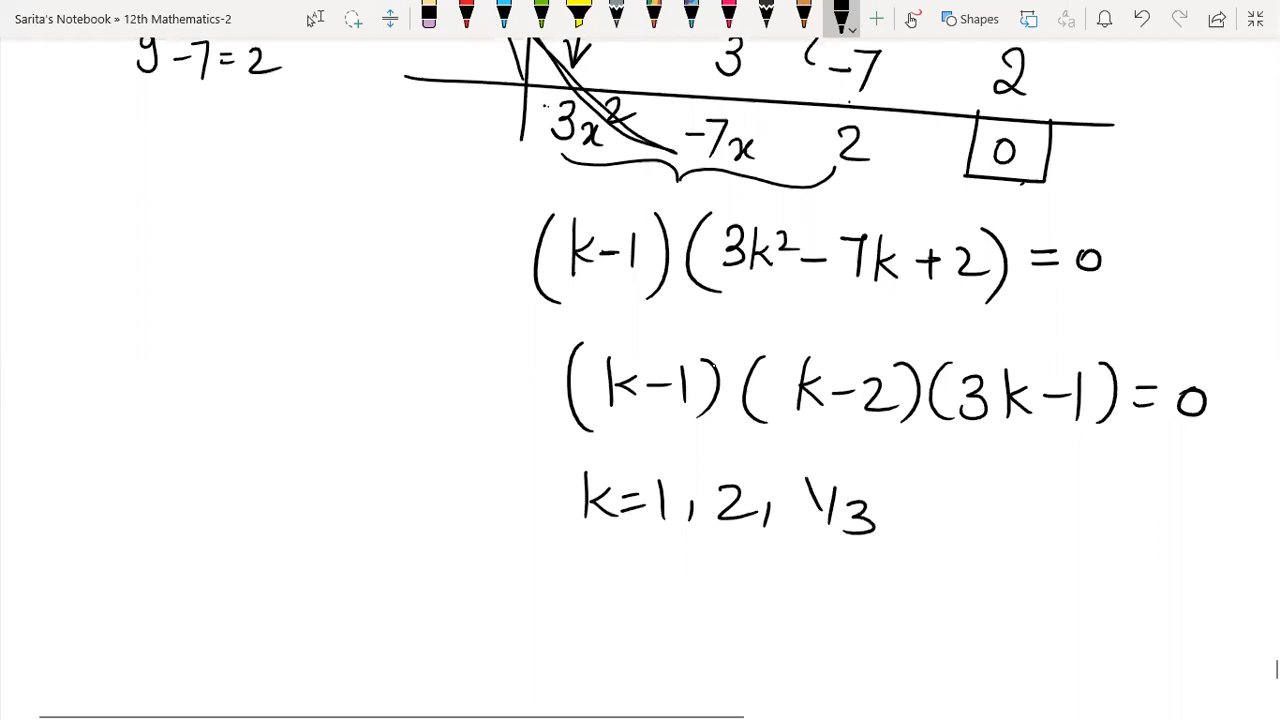 Sarita's Notebook » 12th Mathematics-2
Shapes
y -7 = 2
3 (-7 2
3x² -7x 2 0
(k-1)(3k² - 7k + 2) = 0
(k-1)(k-2)(3k-1) = 0
k=1, 2, 1/3